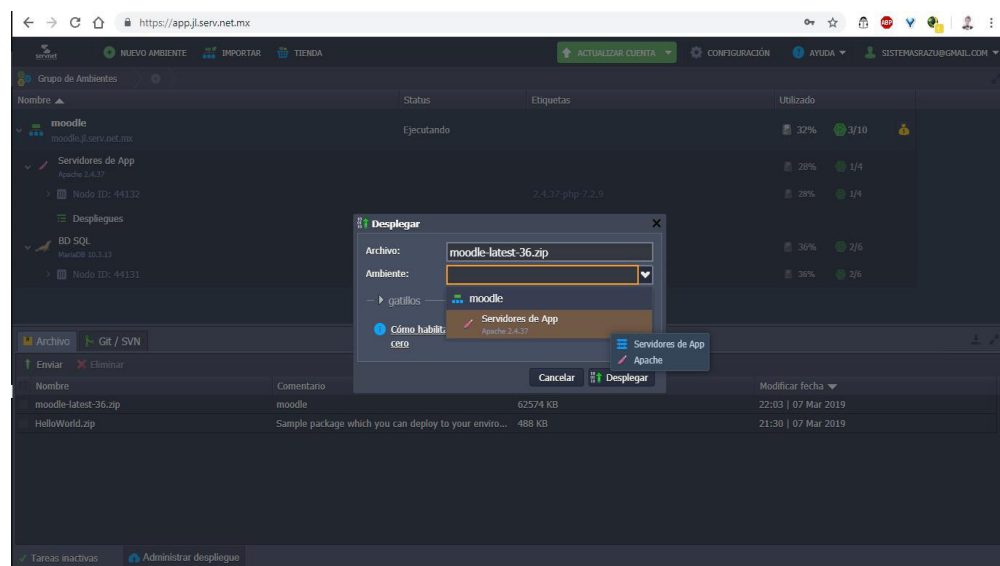 https://app.jl.serv.net.mx
servnet NUEVO AMBIENTE IMPORTAR TIENDA ACTUALIZAR CUENTA CONFIGURACIÓN AYUDA SISTEMASRAZU@GMAIL.COM
Grupo de Ambientes
Nombre Status Etiquetas Utilizado
moodle Ejecutando 32% 3/10
moodle.jl.serv.net.mx
Servidores de App 28% 1/4
Apache 2.4.37
Nodo ID: 44132 2.4.37-php-7.2.9 28% 1/4
Despliegues
BD SQL 36% 2/6
MariaDB 10.3.13
Nodo ID: 44131 36% 2/6
Desplegar
Archivo: moodle-latest-36.zip
Ambiente:
gatillos
moodle
Servidores de App
Apache 2.4.37
Cómo habilit
cero
Servidores de App
Apache
Cancelar Desplegar
Archivo Git / SVN
Enviar Eliminar
Nombre Comentario Modificar fecha
moodle-latest-36.zip moodle 62574 KB 22:03 | 07 Mar 2019
HelloWorld.zip Sample package which you can deploy to your enviro... 488 KB 21:30 | 07 Mar 2019
Tareas inactivas Administrar despliegue